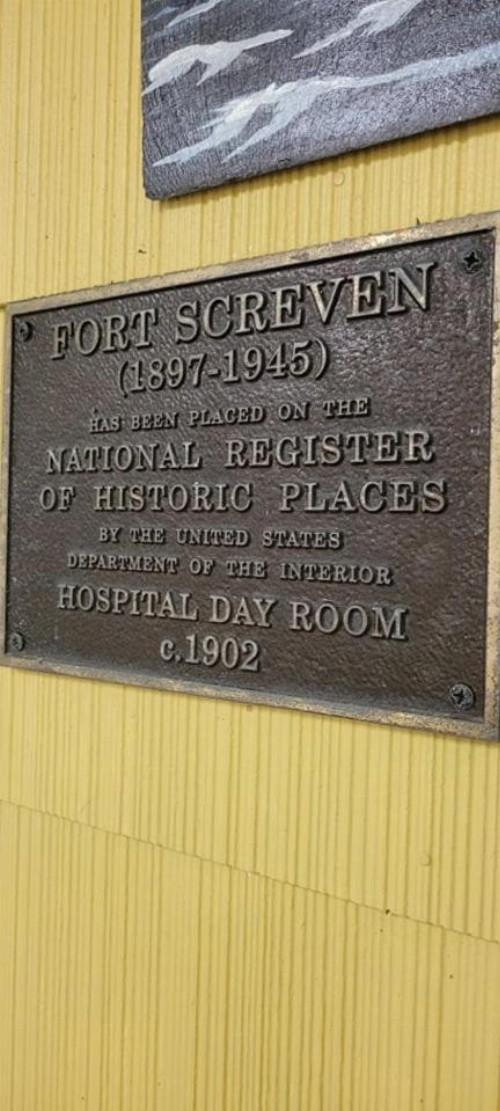 FORT SCREVEN
(1897-1945)
HAS BEEN PLACED ON THE
NATIONAL REGISTER
OF HISTORIC PLACES
BY THE UNITED STATES
DEPARTMENT OF THE INTERIOR
HOSPITAL DAY ROOM
c.1902